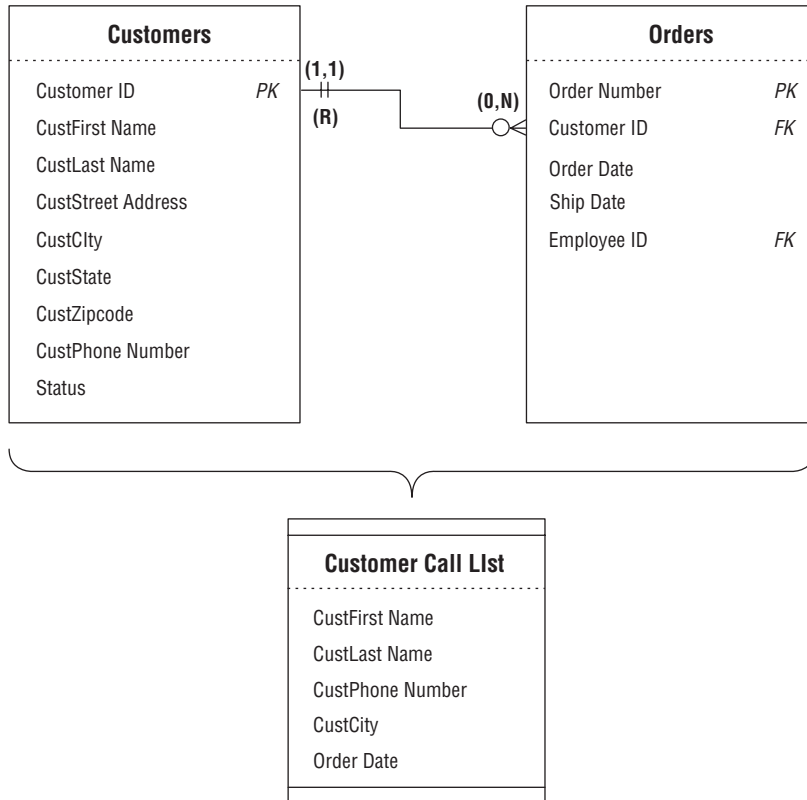 Customers
Customer ID PK
CustFirst Name
CustLast Name
CustStreet Address
CustCIty
CustState
CustZipcode
CustPhone Number
Status
(1,1)
(R)
(0,N)
Orders
Order Number PK
Customer ID FK
Order Date
Ship Date
Employee ID FK
Customer Call LIst
CustFirst Name
CustLast Name
CustPhone Number
CustCity
Order Date